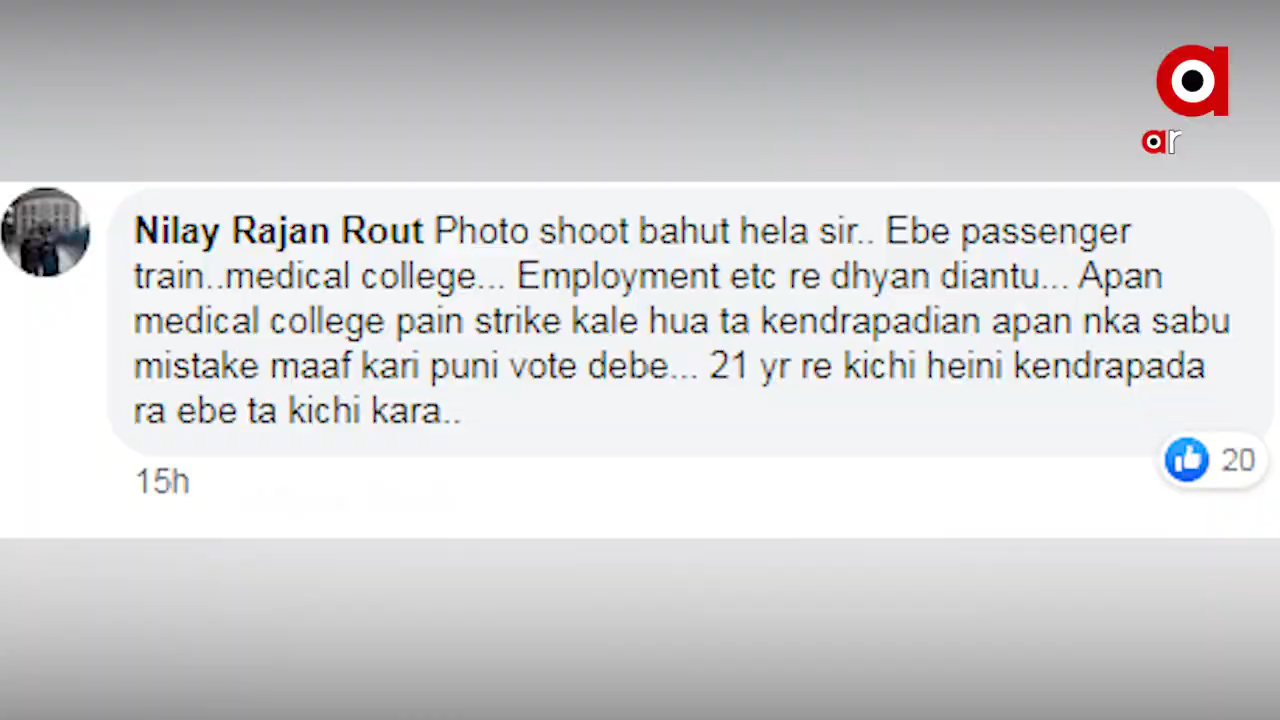 ar
Nilay Rajan Rout Photo shoot bahut hela sir.. Ebe passenger
train..medical college... Employment etc re dhyan diantu... Apan
medical college pain strike kale hua ta kendrapadian apan nka sabu
mistake maaf kari puni vote debe... 21 yr re kichi heini kendrapada
ra ebe ta kichi kara..
20
15h